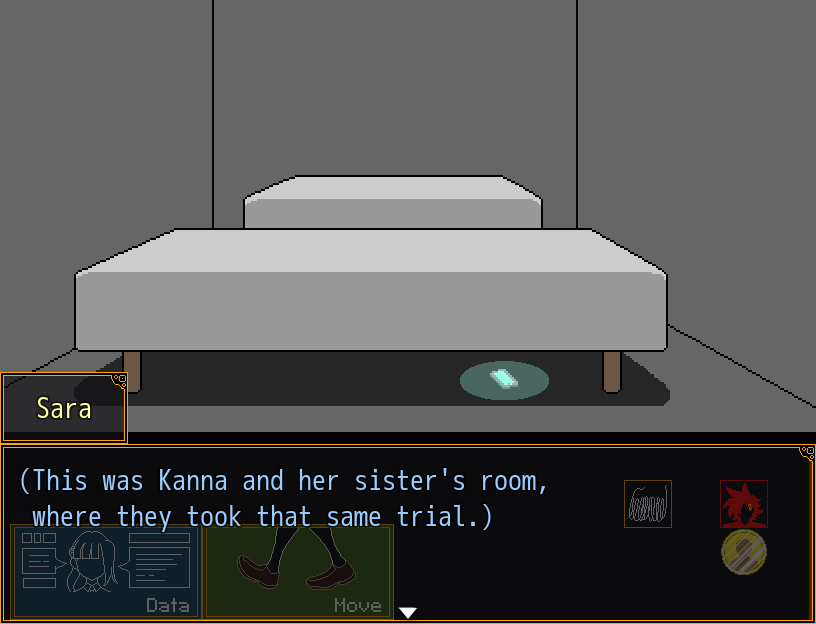 Sara
(This was Kanna and her sister's room,
where they took that same trial.)
Data
Move